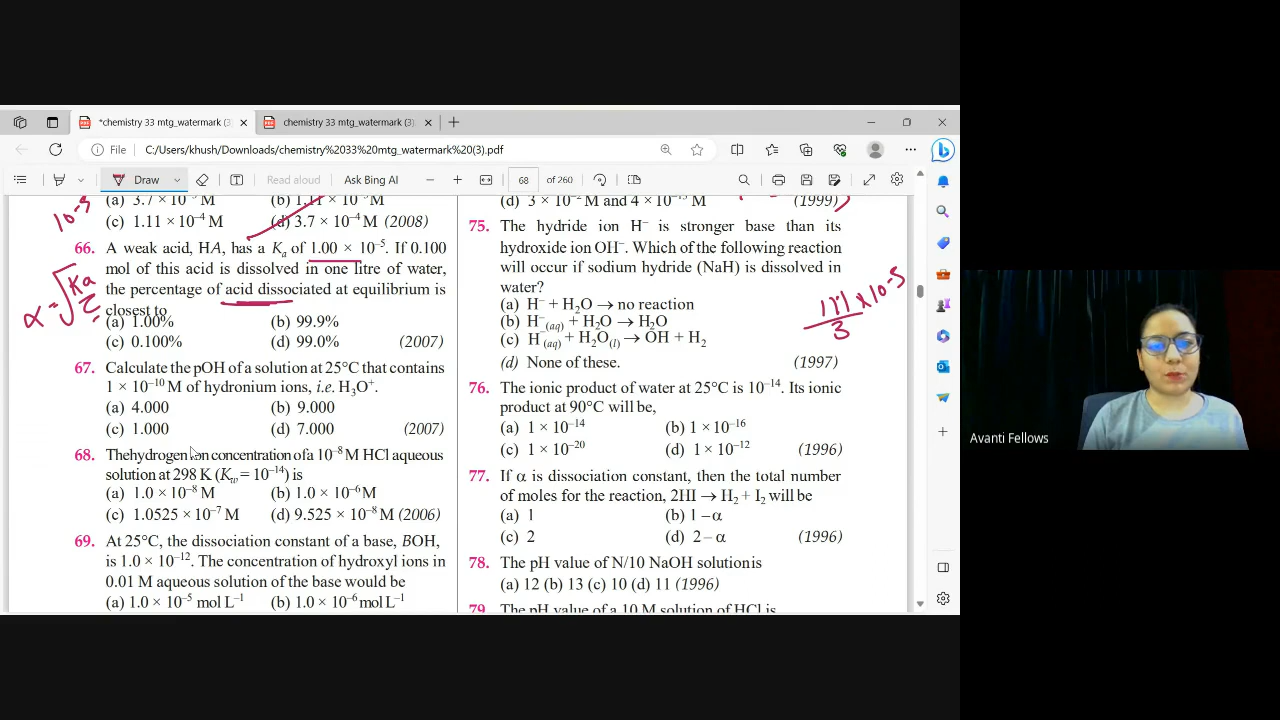 *chemistry 33 mtg_watermark (3).
chemistry 33 mtg_watermark (3).
File
C:/Users/khush/Downloads/chemistry%2033%20mtg_watermark%20(3).pdf
Draw
Read aloud
Ask Bing AI
68
of 260
(c) 1.11 × 10⁻⁴ M (d) 3.7 × 10⁻⁴ M (2008)
10⁻⁵
66. A weak acid, HA, has a Kₐ of 1.00 × 10⁻⁵. If 0.100
mol of this acid is dissolved in one litre of water,
the percentage of acid dissociated at equilibrium is
closest to
α = √Ka/C
(a) 1.00% (b) 99.9%
(c) 0.100% (d) 99.0% (2007)
67. Calculate the pOH of a solution at 25°C that contains
1 × 10⁻¹⁰ M of hydronium ions, i.e. H₃O⁺.
(a) 4.000 (b) 9.000
(c) 1.000 (d) 7.000 (2007)
68. Thehydrogen ion concentration of a 10⁻⁸ M HCl aqueous
solution at 298 K (K_w = 10⁻¹⁴) is
(a) 1.0 × 10⁻⁸ M (b) 1.0 × 10⁻⁶ M
(c) 1.0525 × 10⁻⁷ M (d) 9.525 × 10⁻⁸ M (2006)
69. At 25°C, the dissociation constant of a base, BOH,
is 1.0 × 10⁻¹². The concentration of hydroxyl ions in
0.01 M aqueous solution of the base would be
(a) 1.0 × 10⁻⁵ mol L⁻¹ (b) 1.0 × 10⁻⁶ mol L⁻¹
(1999)
75. The hydride ion H⁻ is stronger base than its
hydroxide ion OH⁻. Which of the following reaction
will occur if sodium hydride (NaH) is dissolved in
water?
(a) H⁻ + H₂O → no reaction
(b) H⁻(aq) + H₂O → H₂O
(c) H⁻(aq) + H₂O(l) → OH + H₂
(d) None of these. (1997)
111 × 10⁻⁵
3
76. The ionic product of water at 25°C is 10⁻¹⁴. Its ionic
product at 90°C will be,
(a) 1 × 10⁻¹⁴ (b) 1 × 10⁻¹⁶
(c) 1 × 10⁻²⁰ (d) 1 × 10⁻¹² (1996)
77. If α is dissociation constant, then the total number
of moles for the reaction, 2HI → H₂ + I₂ will be
(a) 1 (b) 1 – α
(c) 2 (d) 2 – α (1996)
78. The pH value of N/10 NaOH solution is
(a) 12 (b) 13 (c) 10 (d) 11 (1996)
79. The pH value of a 10 M solution of HCl is
Avanti Fellows